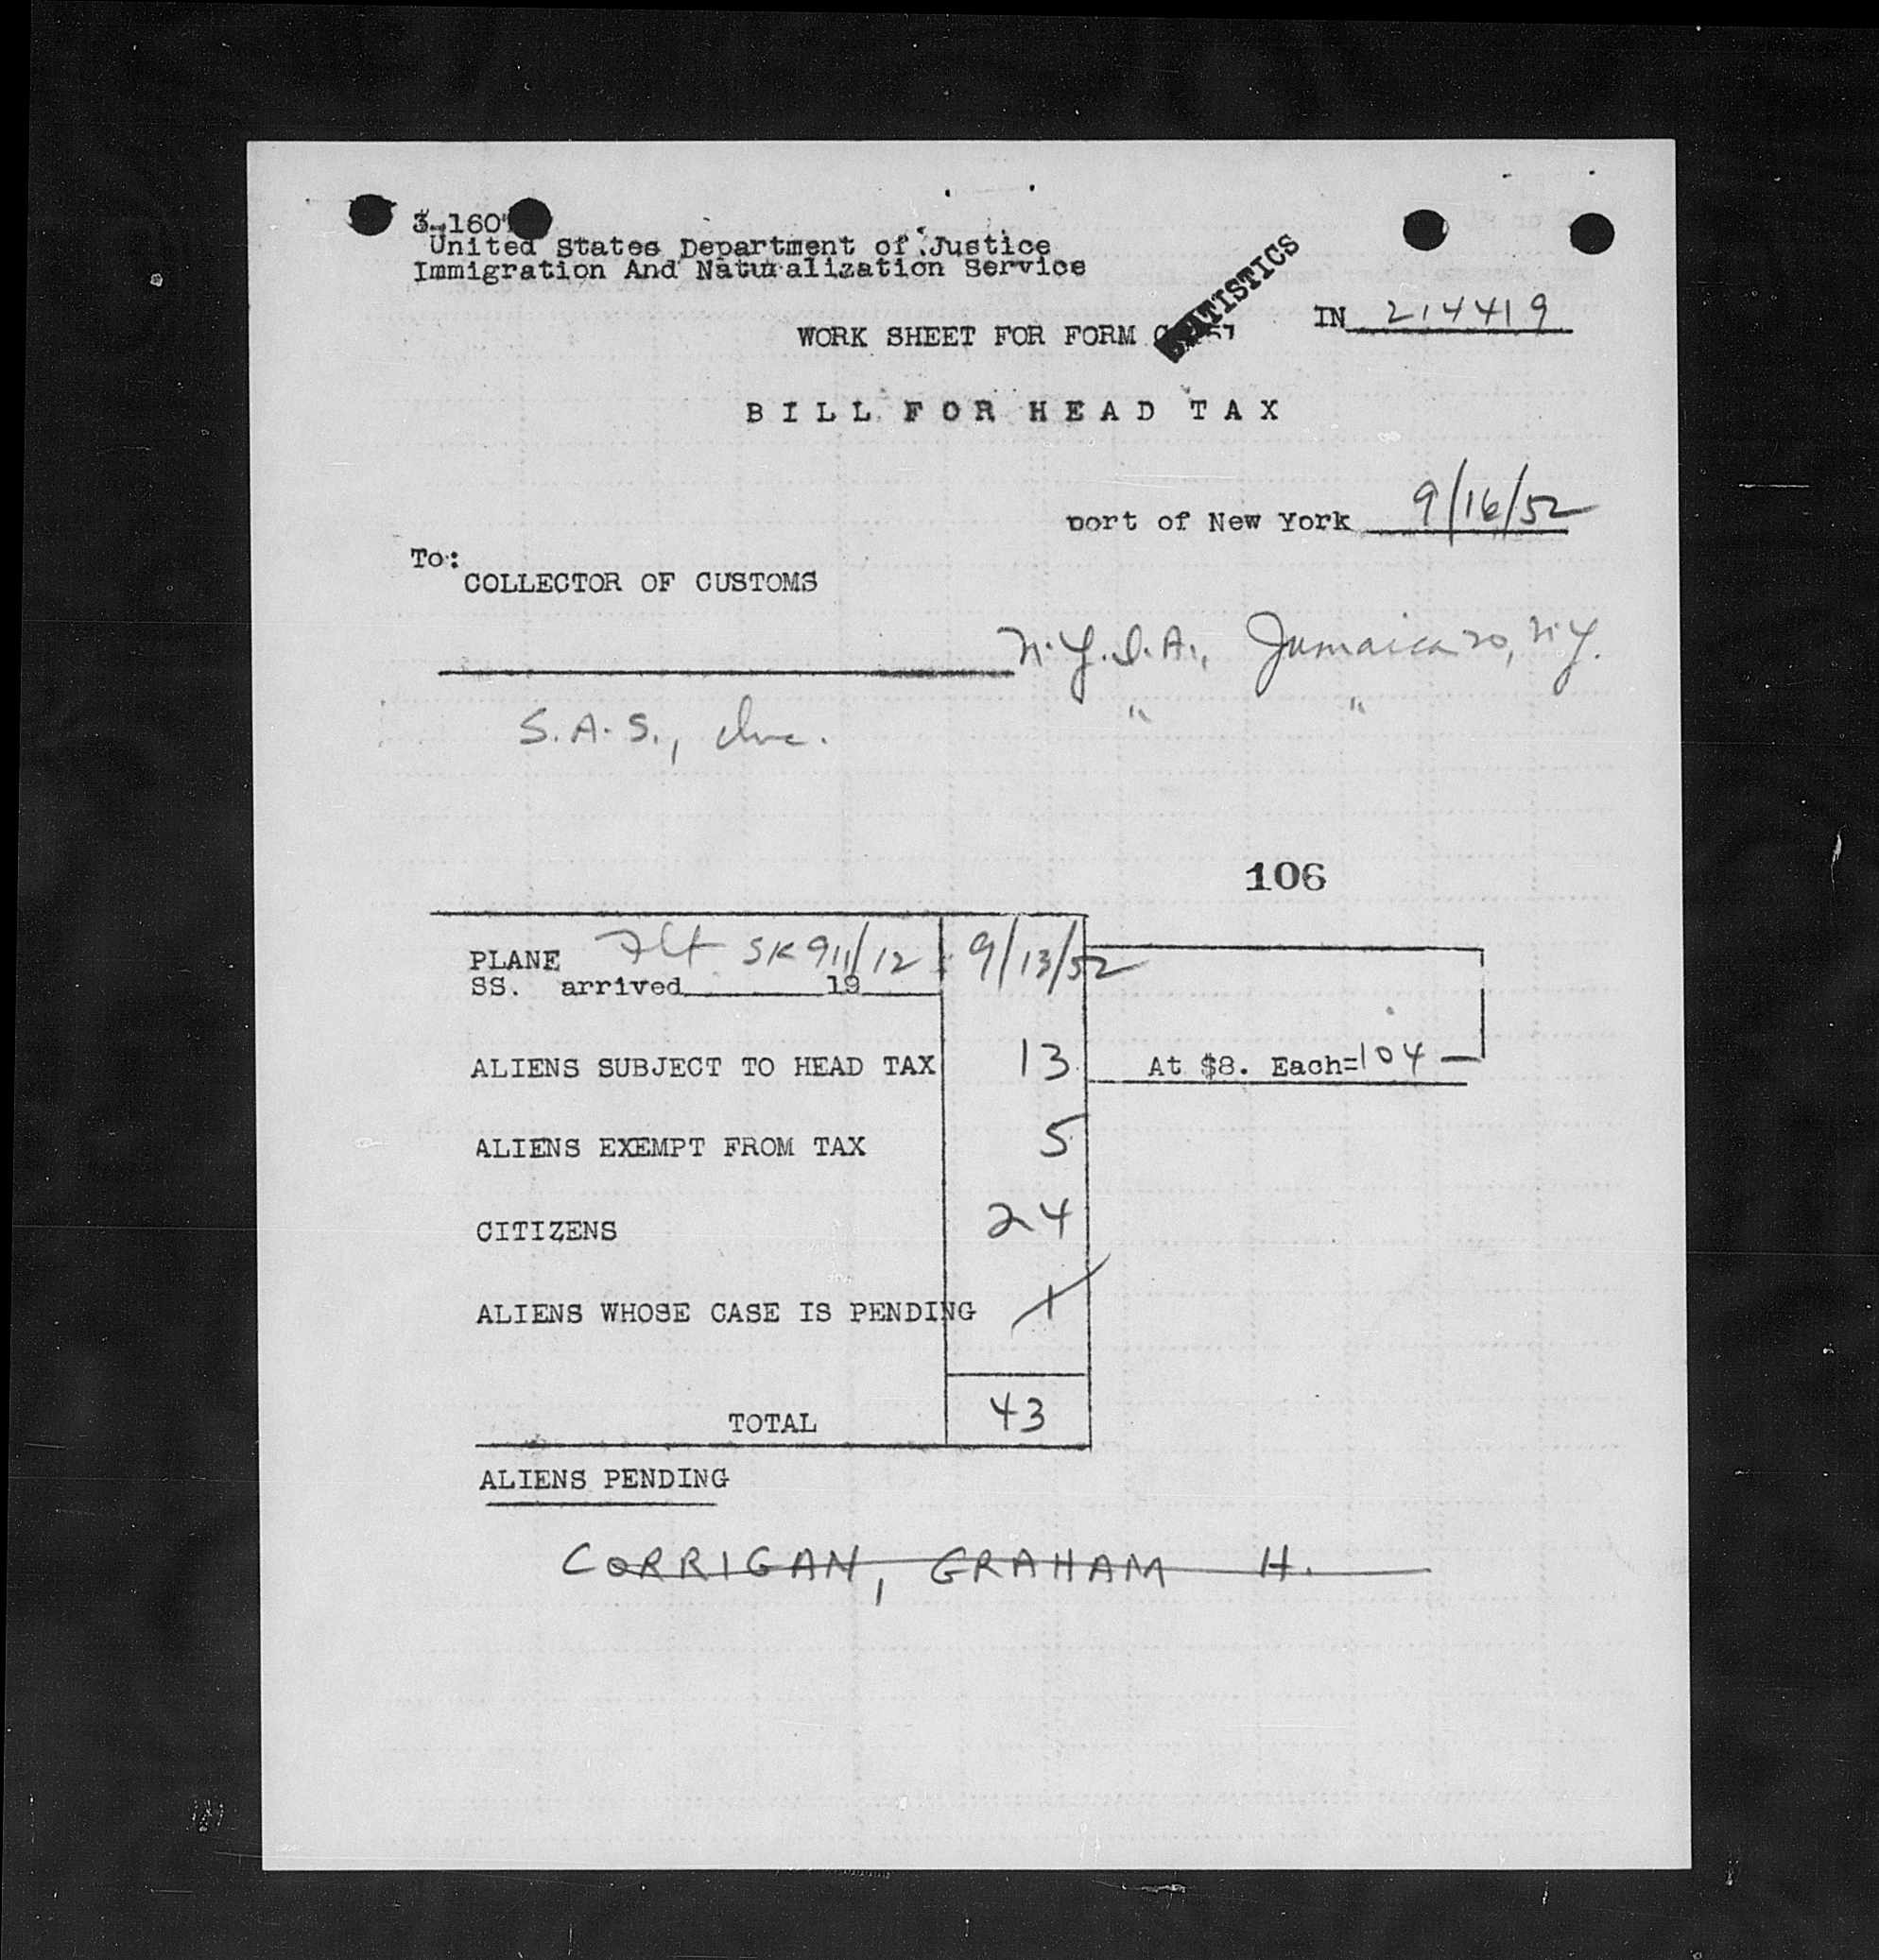 3-160
United States Department of Justice
Immigration And Naturalization Service
STATISTICS
IN 214419
WORK SHEET FOR FORM
BILL FOR HEAD TAX
port of New York 9/16/52
To:
COLLECTOR OF CUSTOMS
N.Y.I.A., Jamaica 20, N.Y.
S.A.S., Inc. " "
106
PLANE Flt SK 911/12 9/13/52
SS. arrived 19
ALIENS SUBJECT TO HEAD TAX 13 At $8. Each=104 —
ALIENS EXEMPT FROM TAX 5
CITIZENS 24
ALIENS WHOSE CASE IS PENDING 1
TOTAL 43
ALIENS PENDING
CORRIGAN, GRAHAM H.